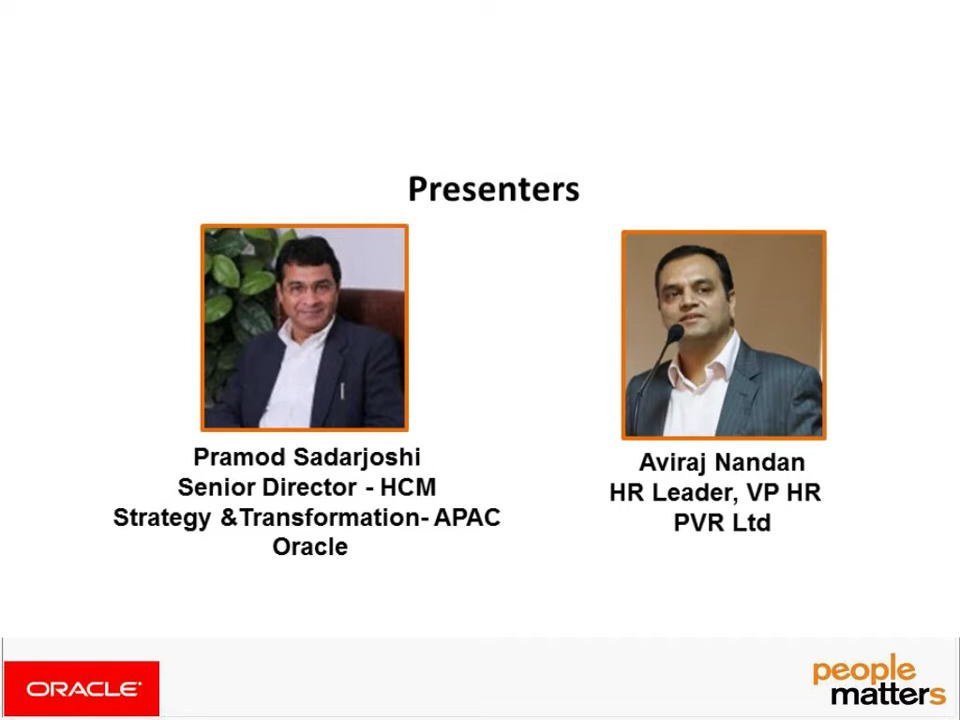 Presenters
Pramod Sadarjoshi
Senior Director - HCM
Strategy &Transformation- APAC
Oracle
Aviraj Nandan
HR Leader, VP HR
PVR Ltd
ORACLE
people
matters